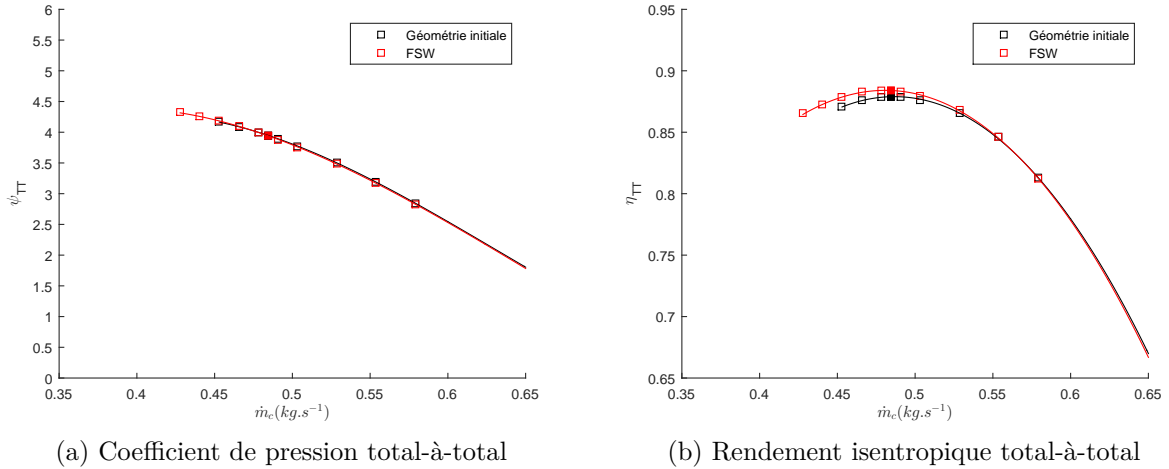 6
5.5
5
4.5
4
3.5
3
2.5
2
1.5
1
0.5
0
ψTT
Géométrie initiale
FSW
0.35 0.4 0.45 0.5 0.55 0.6 0.65
ṁc(kg.s⁻¹)
(a) Coefficient de pression total-à-total
0.95
0.9
0.85
0.8
0.75
0.7
0.65
ηTT
Géométrie initiale
FSW
0.35 0.4 0.45 0.5 0.55 0.6 0.65
ṁc(kg.s⁻¹)
(b) Rendement isentropique total-à-total